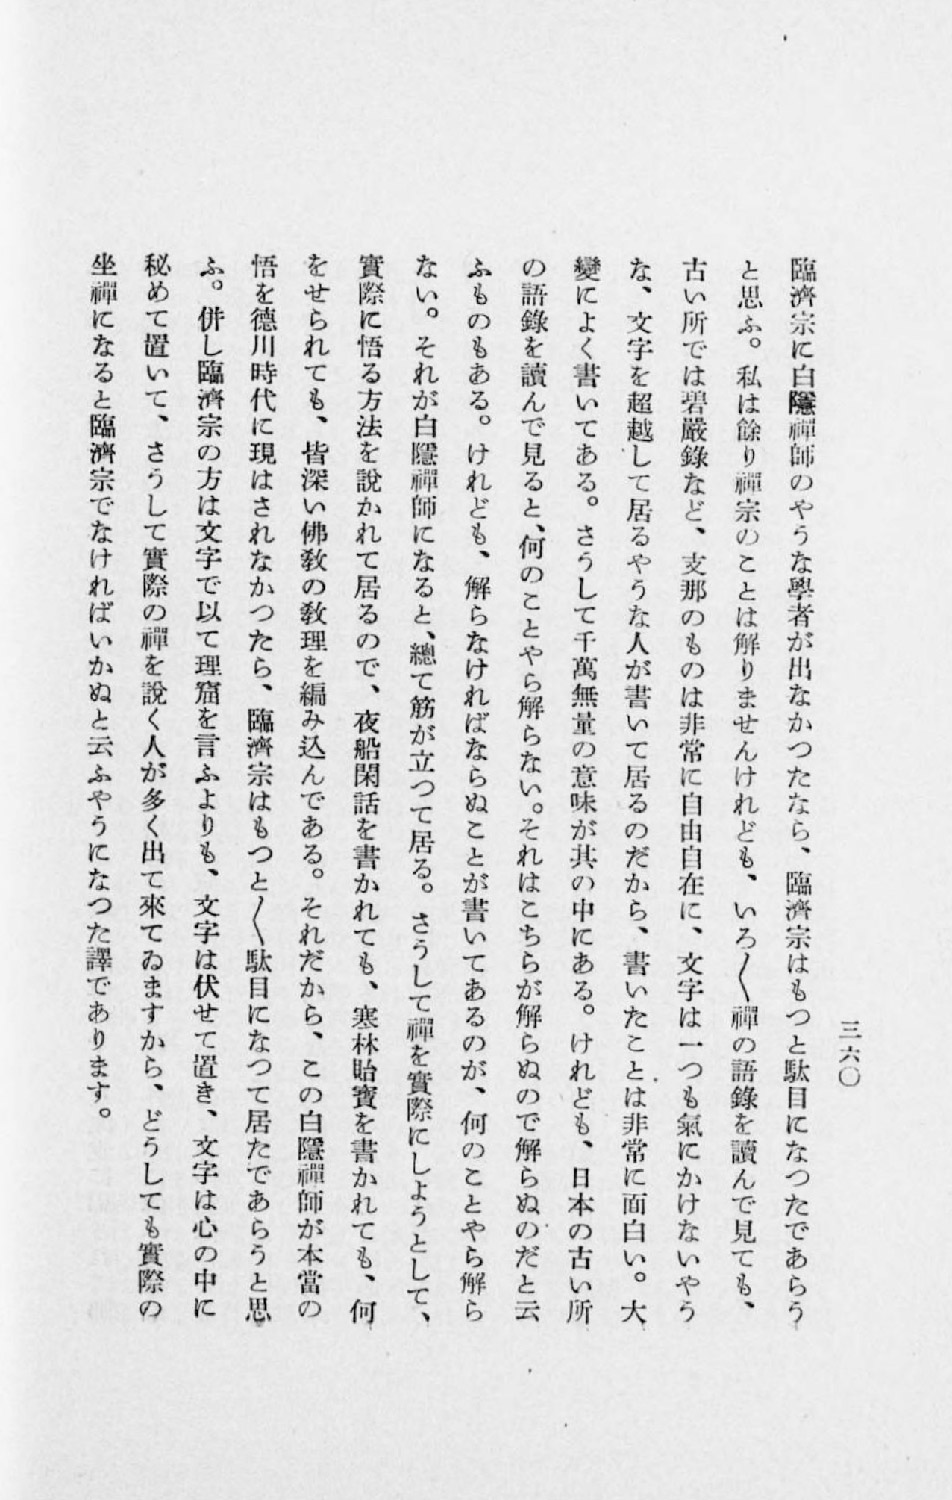 三六〇
臨濟宗に白隱禪師のやうな學者が出なかつたなら、臨濟宗はもつと駄目になつたであらう
と思ふ。私は餘り禪宗のことは解りませんけれども、いろ〱禪の語錄を讀んで見ても、
古い所では碧嚴錄など、支那のものは非常に自由自在に、文字は一つも氣にかけないやう
な、文字を超越して居るやうな人が書いて居るのだから、書いたことは非常に面白い。大
變によく書いてある。さうして千萬無量の意味が其の中にある。けれども、日本の古い所
の語錄を讀んで見ると、何のことやら解らない。それはこちらが解らぬので解らぬのだと云
ふものもある。けれども、解らなければならぬことが書いてあるのが、何のことやら解ら
ない。それが白隱禪師になると、總て筋が立つて居る。さうして禪を實際にしようとして、
實際に悟る方法を說かれて居るので、夜船閑話を書かれても、寒林貽寶を書かれても、何
をせられても、皆深い佛敎の敎理を編み込んである。それだから、この白隱禪師が本當の
悟を德川時代に現はされなかつたら、臨濟宗はもつと〱駄目になつて居たであらうと思
ふ。併し臨濟宗の方は文字で以て理窟を言ふよりも、文字は伏せて置き、文字は心の中に
秘めて置いて、さうして實際の禪を說く人が多く出て來てゐますから、どうしても實際の
坐禪になると臨濟宗でなければいかぬと云ふやうになつた譯であります。